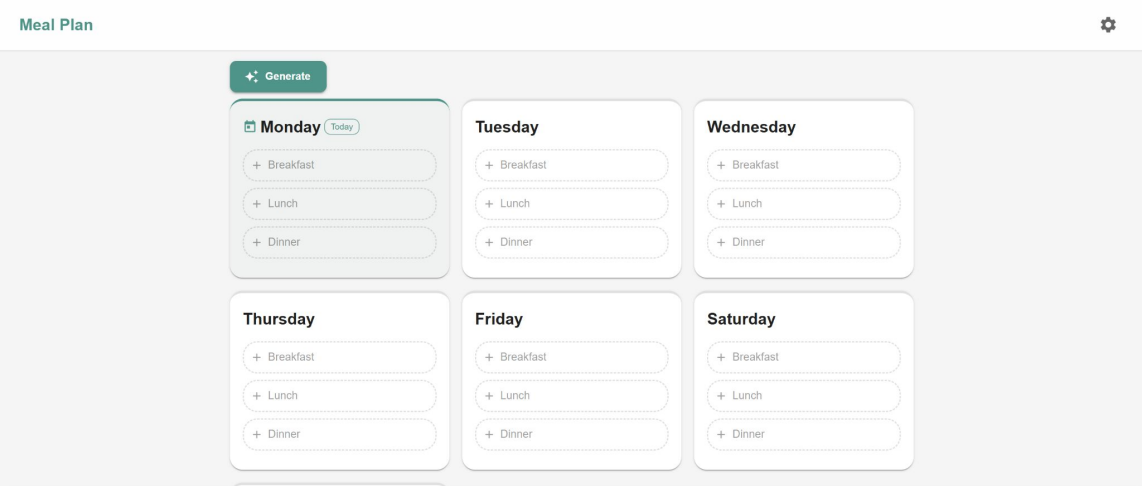 Meal Plan
Generate
Monday Today
+ Breakfast
+ Lunch
+ Dinner
Tuesday
+ Breakfast
+ Lunch
+ Dinner
Wednesday
+ Breakfast
+ Lunch
+ Dinner
Thursday
+ Breakfast
+ Lunch
+ Dinner
Friday
+ Breakfast
+ Lunch
+ Dinner
Saturday
+ Breakfast
+ Lunch
+ Dinner